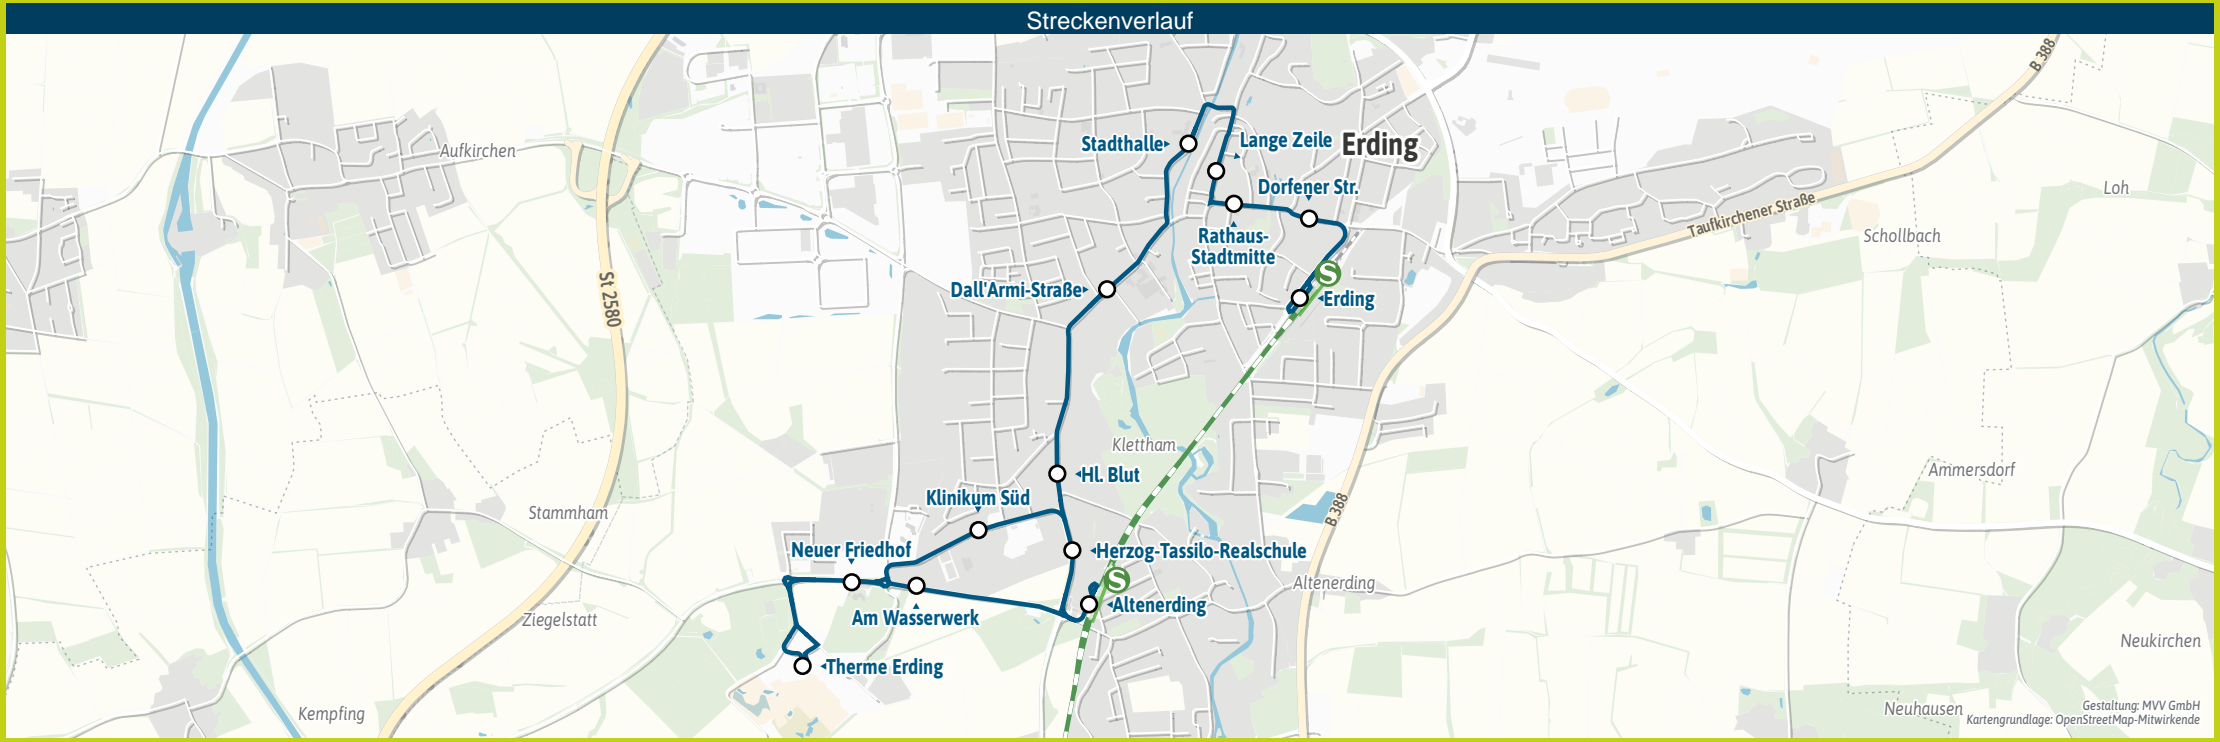 Streckenverlauf
B 388
Aufkirchen
Stadthalle
Lange Zeile
Erding
Loh
Dorfener Str.
Taufkirchener Straße
Schollbach
Rathaus-
Stadtmitte
S
St 2580
Dall'Armi-Straße
Erding
Klettham
Hl. Blut
Ammersdorf
Klinikum Süd
Stammham
B 388
Neuer Friedhof
Herzog-Tassilo-Realschule
S
Altenerding
Altenerding
Am Wasserwerk
Ziegelstatt
Neukirchen
Therme Erding
Kempfing
Neuhausen
Gestaltung: MVV GmbH
Kartengrundlage: OpenStreetMap-Mitwirkende